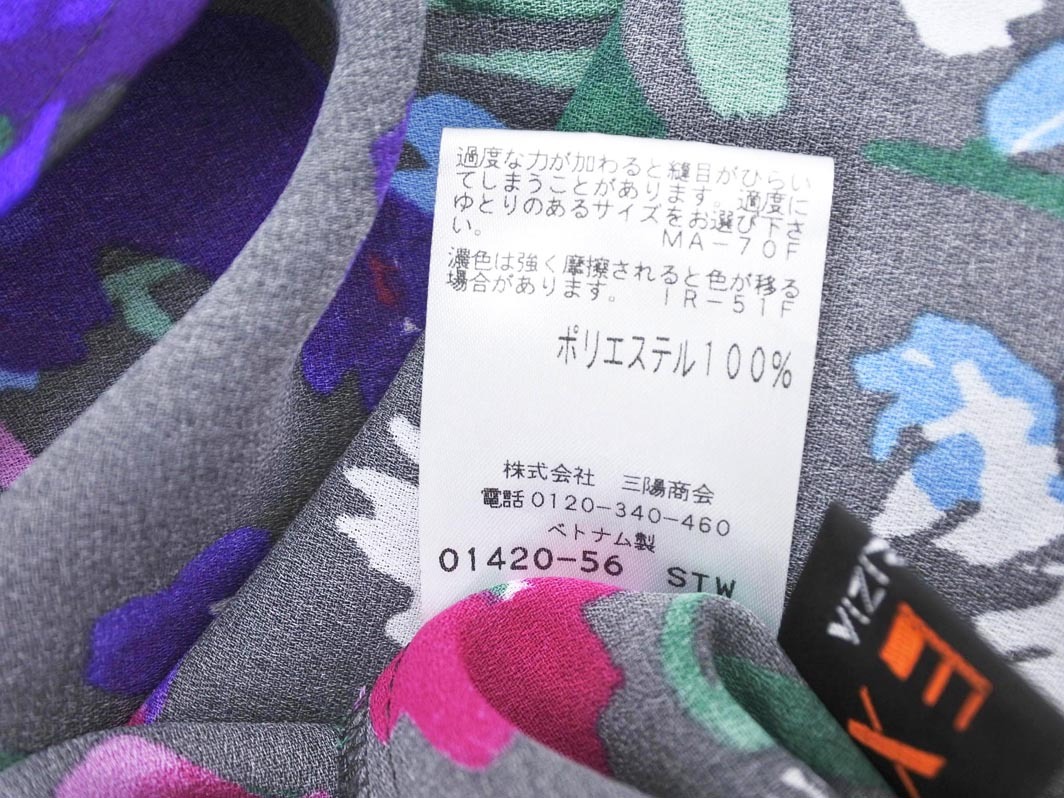 過度な力が加わると縫目がひらい
てしまうことがあります。適度に
ゆとりのあるサイズをお選び下さ
い。 MA-70F
濃色は強く摩擦されると色が移る
場合があります。 IR-51F
ポリエステル100%
株式会社 三陽商会
電話0120-340-460
ベトナム製
01420-56 STW